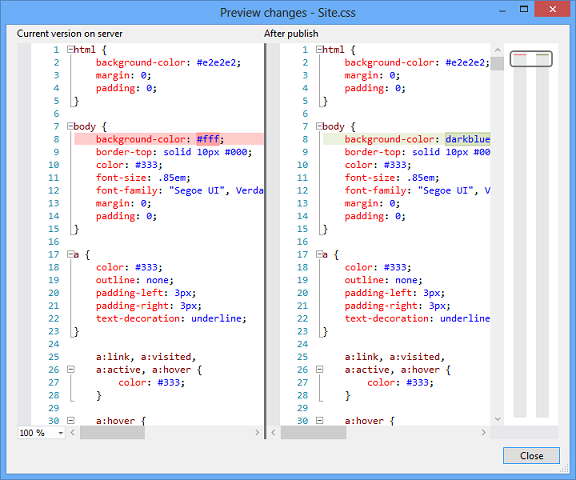 Preview changes - Site.css
Current version on server
1 html {
2 background-color: #e2e2e2;
3 margin: 0;
4 padding: 0;
5 }
6
7 body {
8 background-color: #fff;
9 border-top: solid 10px #000;
10 color: #333;
11 font-size: .85em;
12 font-family: "Segoe UI", Verda
13 margin: 0;
14 padding: 0;
15 }
16
17 a {
18 color: #333;
19 outline: none;
20 padding-left: 3px;
21 padding-right: 3px;
22 text-decoration: underline;
23 }
24
25 a:link, a:visited,
26 a:active, a:hover {
27 color: #333;
28 }
29
30 a:hover {
100 %
After publish
1 html {
2 background-color: #e2e2e2;
3 margin: 0;
4 padding: 0;
5 }
6
7 body {
8 background-color: darkblue
9 border-top: solid 10px #000
10 color: #333;
11 font-size: .85em;
12 font-family: "Segoe UI", V
13 margin: 0;
14 padding: 0;
15 }
16
17 a {
18 color: #333;
19 outline: none;
20 padding-left: 3px;
21 padding-right: 3px;
22 text-decoration: underline
23 }
24
25 a:link, a:visited,
26 a:active, a:hover {
27 color: #333;
28 }
29
30 a:hover {
Close